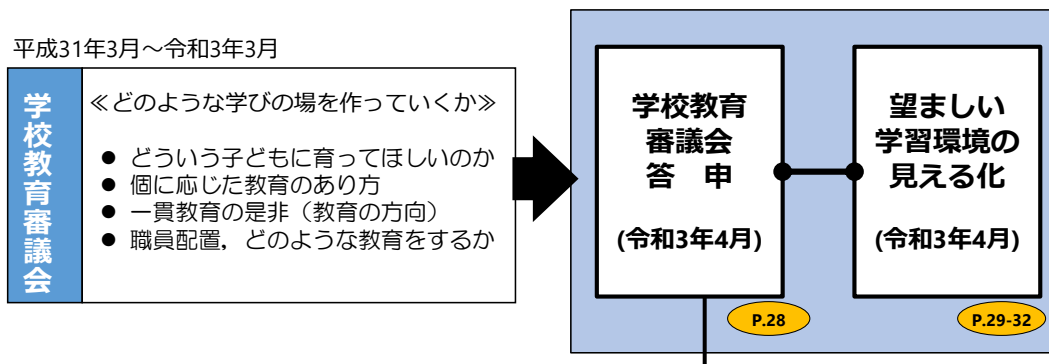 平成31年3月～令和3年3月
学校教育審議会
≪どのような学びの場を作っていくか≫
● どういう子どもに育ってほしいのか
● 個に応じた教育のあり方
● 一貫教育の是非（教育の方向）
● 職員配置，どのような教育をするか
学校教育
審議会
答　申
(令和3年4月)
P.28
望ましい
学習環境の
見える化
(令和3年4月)
P.29-32